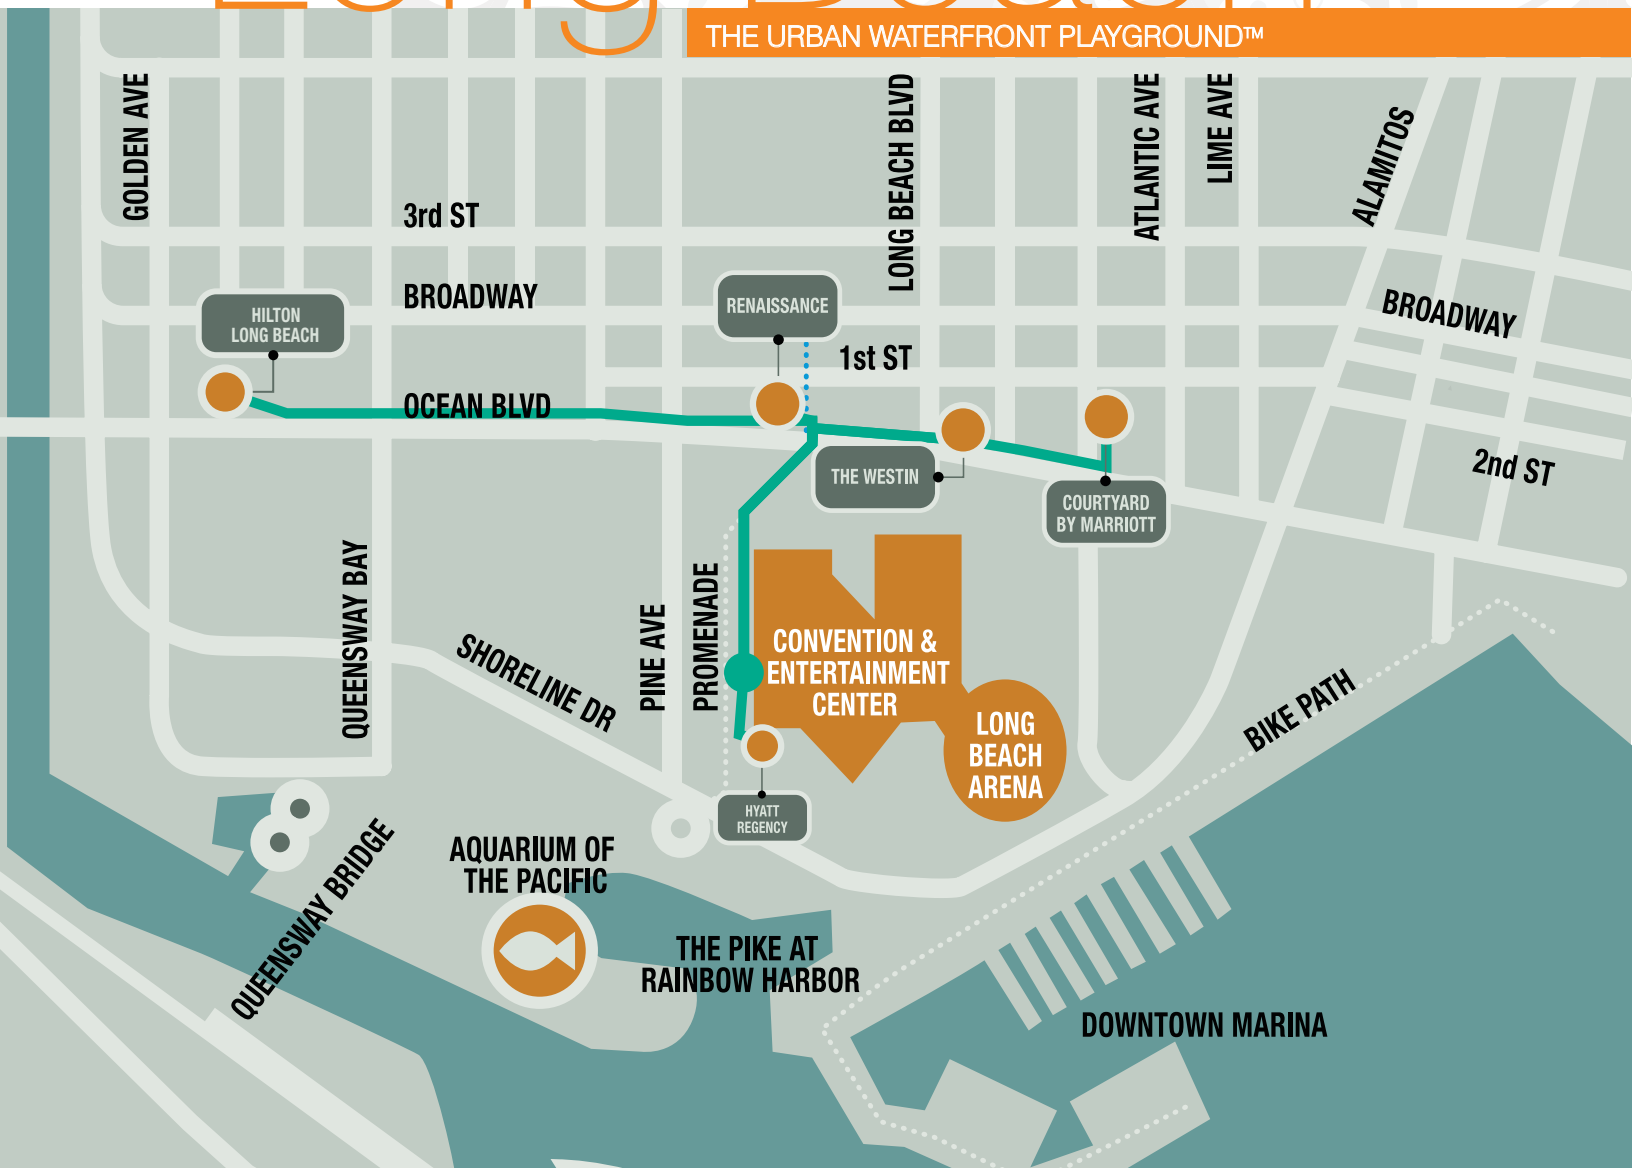 THE URBAN WATERFRONT PLAYGROUND™
GOLDEN AVE
LONG BEACH BLVD
ATLANTIC AVE
LIME AVE
ALAMITOS
3rd ST
BROADWAY
HILTON
LONG BEACH
RENAISSANCE
1st ST
BROADWAY
OCEAN BLVD
THE WESTIN
COURTYARD
BY MARRIOTT
2nd ST
QUEENSWAY BAY
SHORELINE DR
PINE AVE
PROMENADE
CONVENTION &
ENTERTAINMENT
CENTER
LONG
BEACH
ARENA
BIKE PATH
HYATT
REGENCY
QUEENSWAY BRIDGE
AQUARIUM OF
THE PACIFIC
THE PIKE AT
RAINBOW HARBOR
DOWNTOWN MARINA